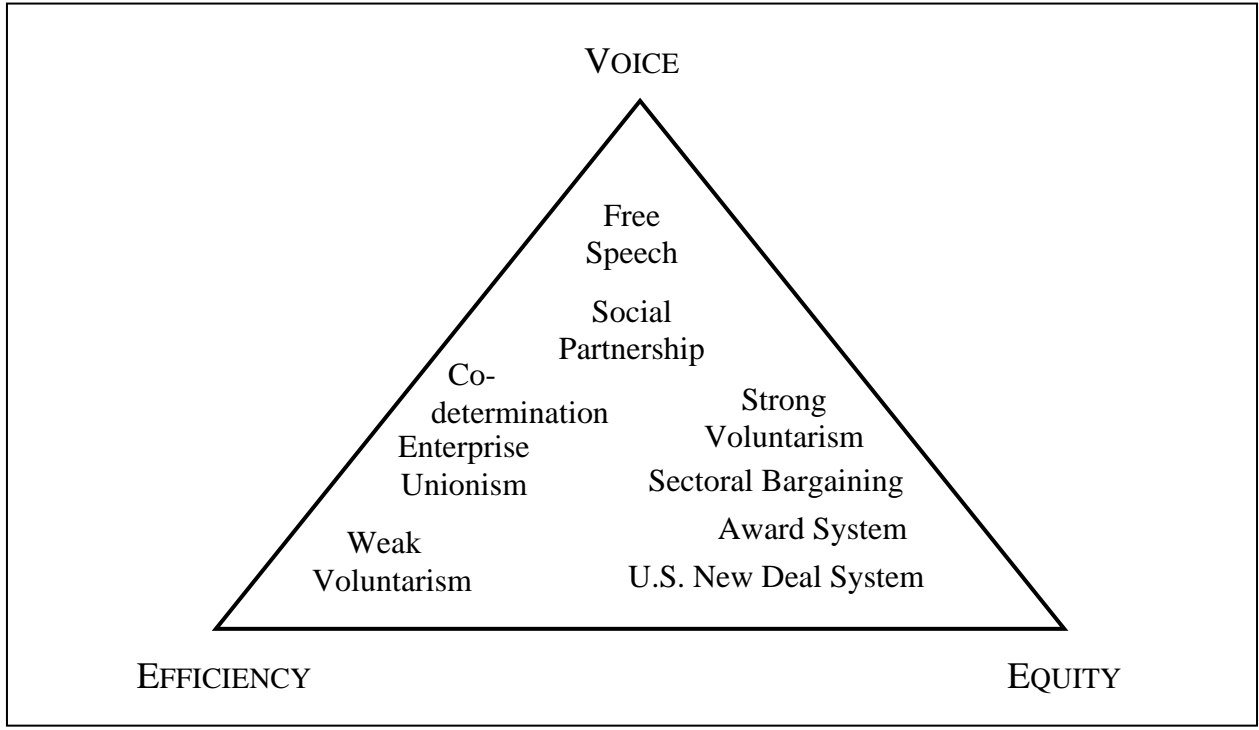 VOICE
Free
Speech
Social
Partnership
Co-
determination
Enterprise
Unionism
Strong
Voluntarism
Sectoral Bargaining
Award System
U.S. New Deal System
Weak
Voluntarism
EFFICIENCY
EQUITY